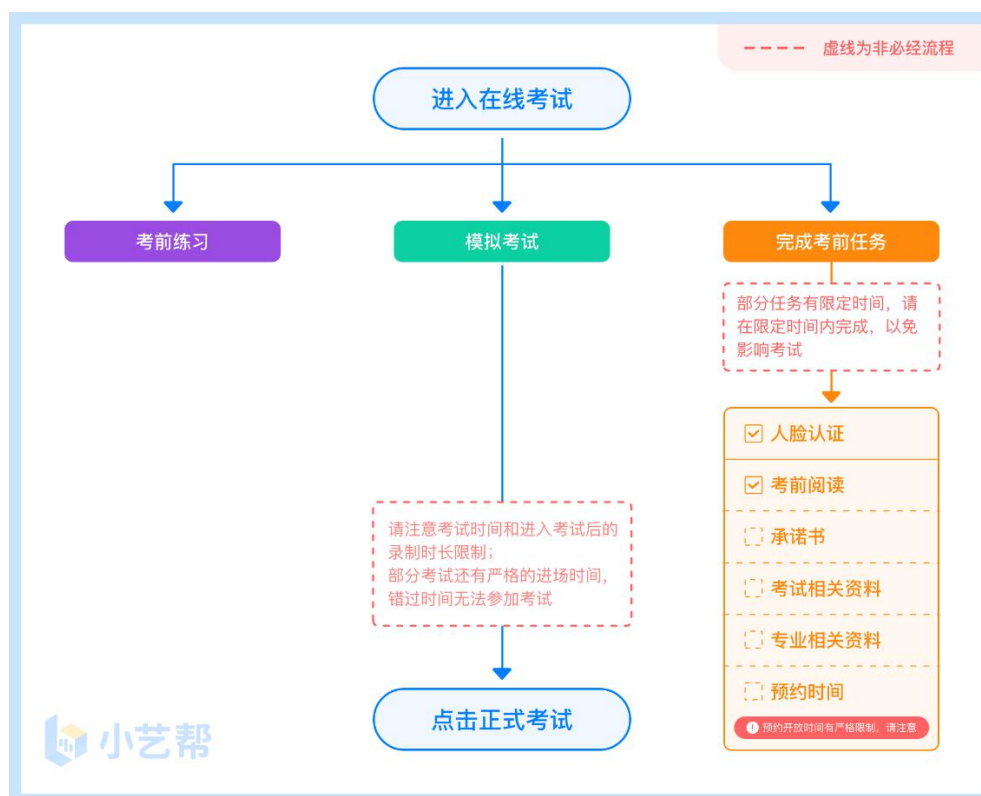 虚线为非必经流程
进入在线考试
考前练习
模拟考试
完成考前任务
部分任务有限定时间，请
在限定时间内完成，以免
影响考试
人脸认证
考前阅读
承诺书
考试相关资料
专业相关资料
预约时间
预约开放时间有严格限制，请注意
请注意考试时间和进入考试后的
录制时长限制；
部分考试还有严格的进场时间，
错过时间无法参加考试
点击正式考试
小艺帮